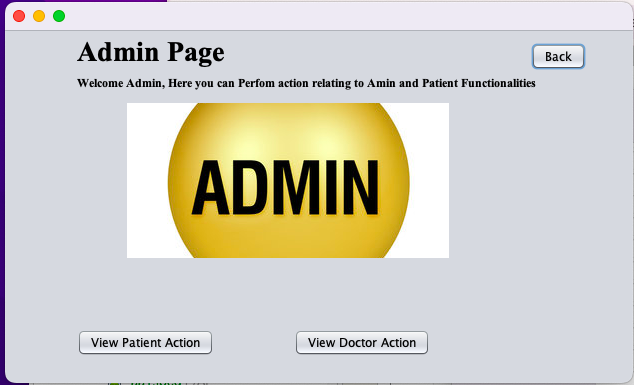 Admin Page
Back
Welcome Admin, Here you can Perfom action relating to Amin and Patient Functionalities
ADMIN
View Patient Action
View Doctor Action